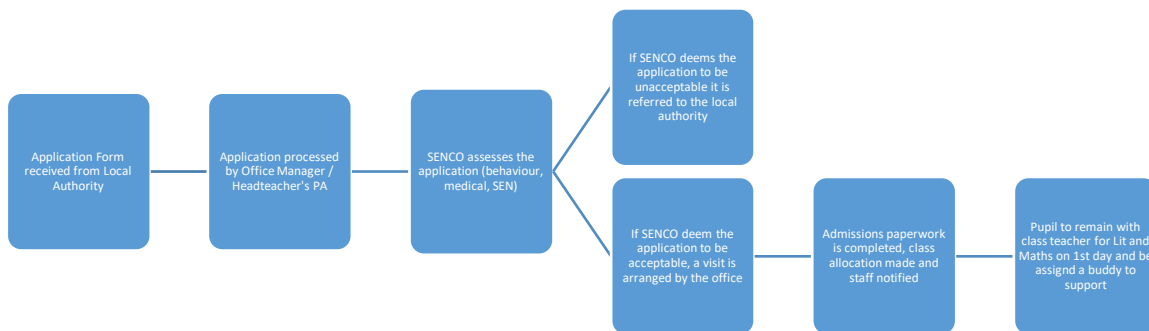 Application Form
received from Local
Authority
Application processed
by Office Manager /
Headteacher's PA
SENCO assesses the
application (behaviour,
medical, SEN)
If SENCO deems the
application to be
unacceptable it is
referred to the local
authority
If SENCO deem the
application to be
acceptable, a visit is
arranged by the office
Admissions paperwork
is completed, class
allocation made and
staff notified
Pupil to remain with
class teacher for Lit and
Maths on 1st day and be
assignd a buddy to
support